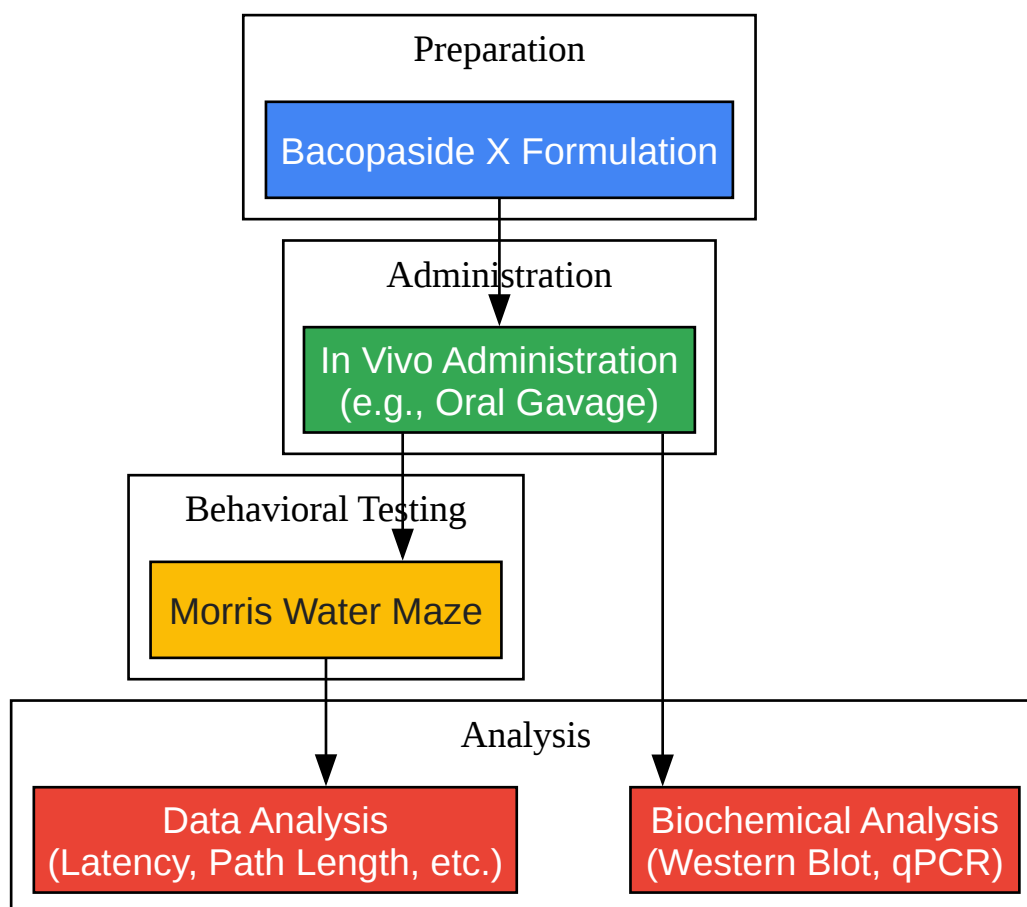 Preparation
Bacopaside X Formulation
Administration
In Vivo Administration
(e.g., Oral Gavage)
Behavioral Testing
Morris Water Maze
Analysis
Data Analysis
(Latency, Path Length, etc.)
Biochemical Analysis
(Western Blot, qPCR)